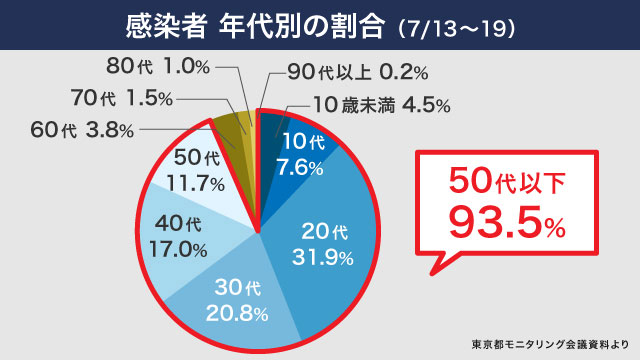 感染者 年代別の割合（7/13〜19）
80代 1.0%
90代以上 0.2%
70代 1.5%
10歳未満 4.5%
60代 3.8%
10代
7.6%
50代
11.7%
50代以下
93.5%
40代
17.0%
20代
31.9%
30代
20.8%
東京都モニタリング会議資料より